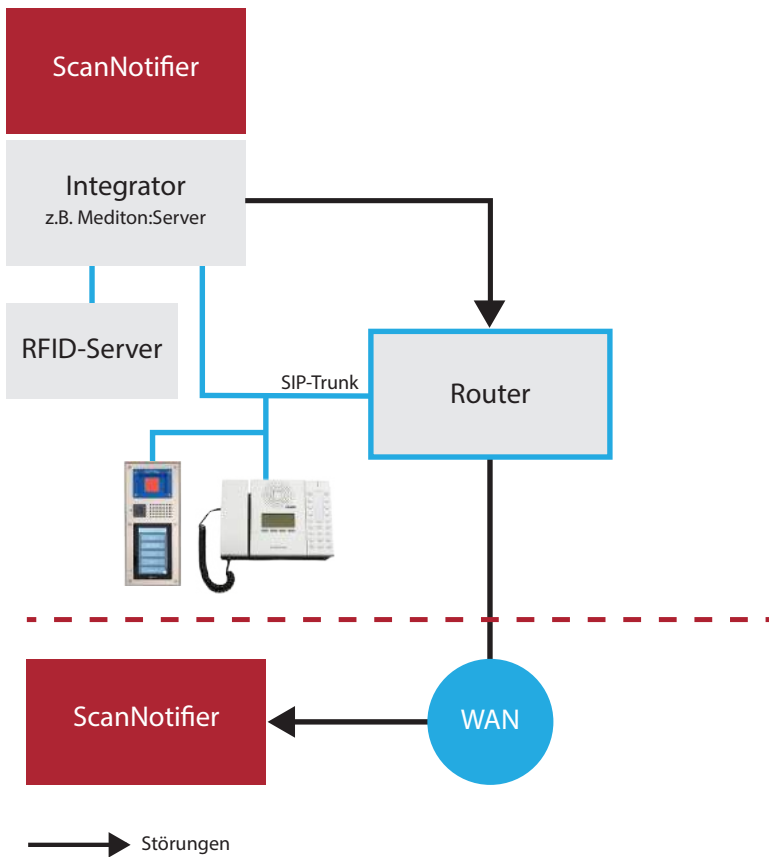 ScanNotifier
Integrator
z.B. Mediton:Server
RFID-Server
SIP-Trunk
Router
ScanNotifier
WAN
Störungen